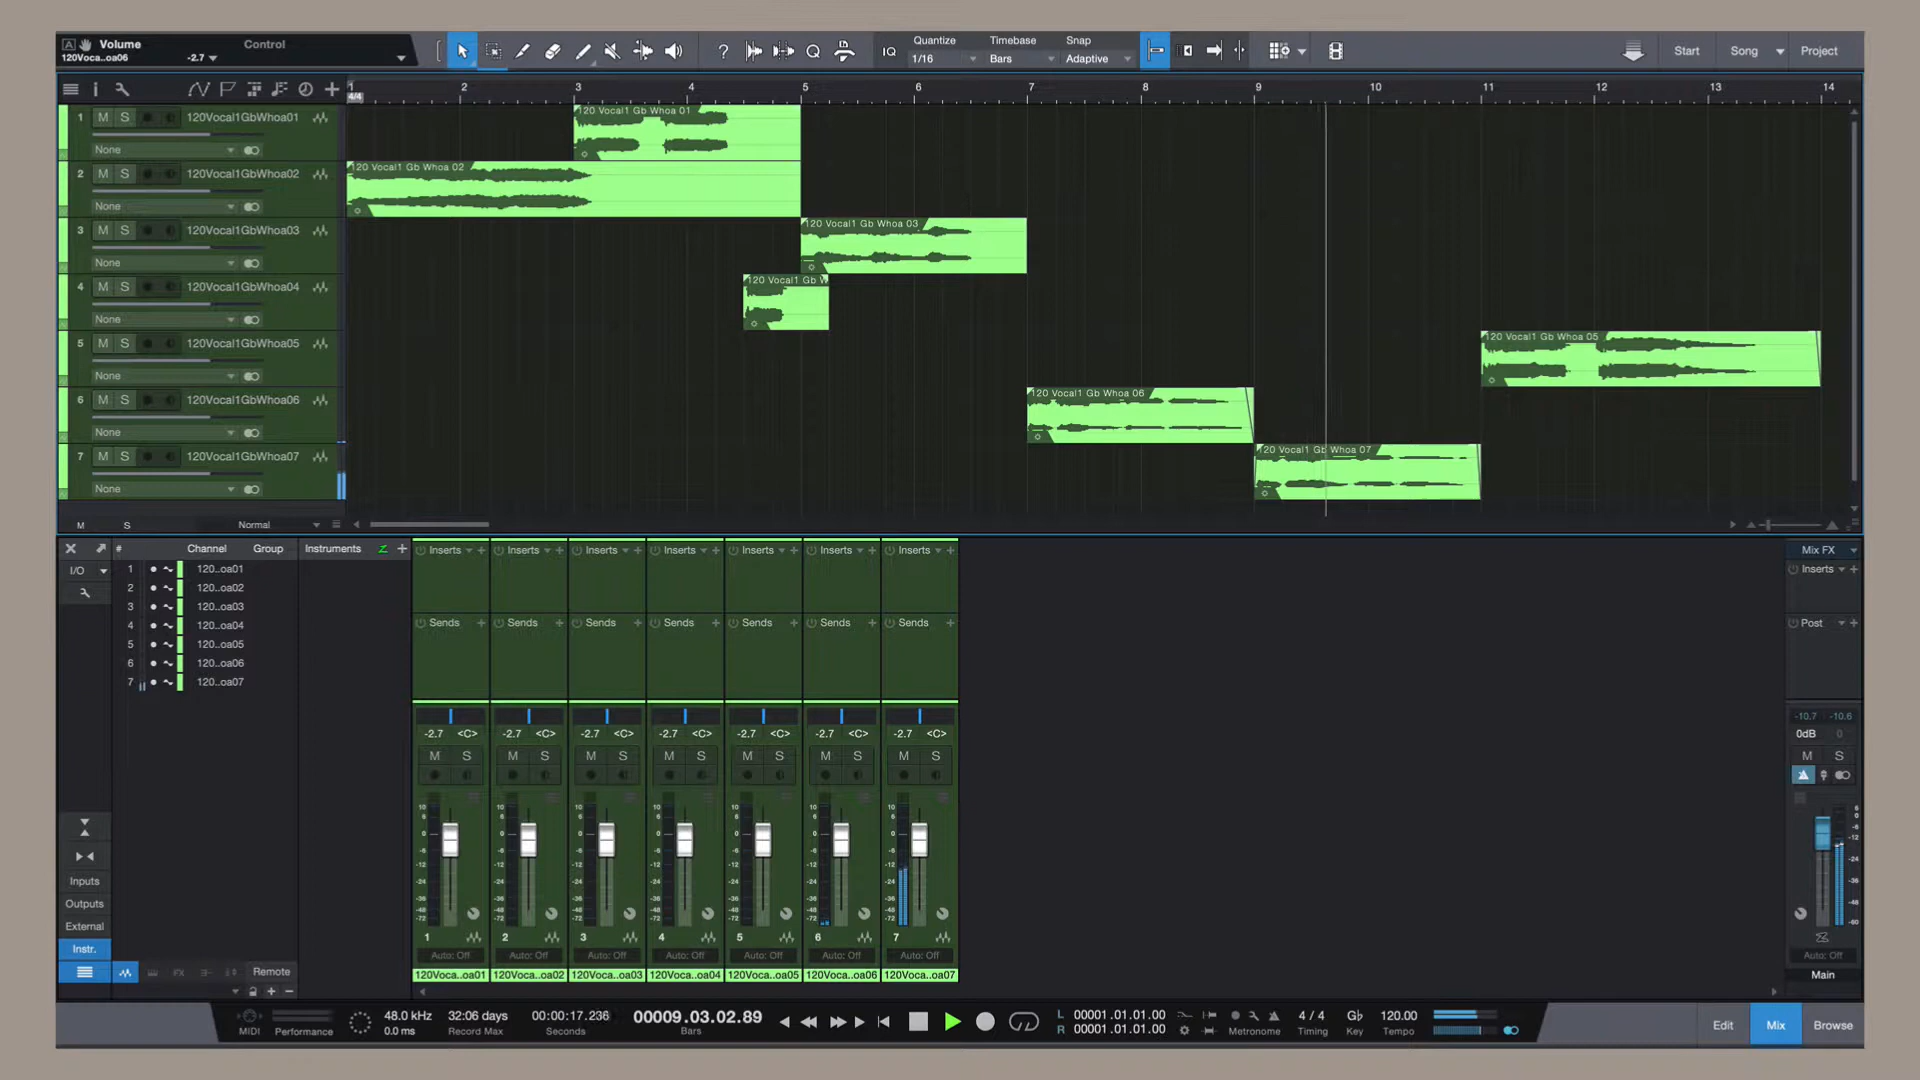 A Volume Control
120Voca...oa06 -2.7
IQ Quantize Timebase Snap
1/16 Bars Adaptive
Start Song Project
1 2 3 4 5 6 7 8 9 10 11 12 13 14
4/4
1 M S 120Vocal1GbWhoa01
None
120 Vocal1 Gb Whoa 01
2 M S 120Vocal1GbWhoa02
None
120 Vocal1 Gb Whoa 02
3 M S 120Vocal1GbWhoa03
None
120 Vocal1 Gb Whoa 03
4 M S 120Vocal1GbWhoa04
None
120 Vocal1 Gb W
5 M S 120Vocal1GbWhoa05
None
120 Vocal1 Gb Whoa 05
6 M S 120Vocal1GbWhoa06
None
120 Vocal1 Gb Whoa 06
7 M S 120Vocal1GbWhoa07
None
120 Vocal1 Gb Whoa 07
M S Normal
# Channel Group Instruments Z
I/O
1 120..oa01
2 120..oa02
3 120..oa03
4 120..oa04
5 120..oa05
6 120..oa06
7 120..oa07
Inputs
Outputs
External
Instr.
FX Remote
Inserts Inserts Inserts Inserts Inserts Inserts Inserts
Sends Sends Sends Sends Sends Sends Sends
-2.7 <C> -2.7 <C> -2.7 <C> -2.7 <C> -2.7 <C> -2.7 <C> -2.7 <C>
M S M S M S M S M S M S M S
1 2 3 4 5 6 7
Auto: Off Auto: Off Auto: Off Auto: Off Auto: Off Auto: Off Auto: Off
120Voca..oa01 120Voca..oa02 120Voca..oa03 120Voca..oa04 120Voca..oa05 120Voca..oa06 120Voca..oa07
Mix FX
Inserts
Post
-10.7 -10.6
0dB 0
M S
Auto: Off
Main
MIDI Performance
48.0 kHz
0.0 ms
32:06 days
Record Max
00:00:17.236
Seconds
00009.03.02.89
Bars
L 00001.01.01.00
R 00001.01.01.00
Metronome
4 / 4
Timing
G♭
Key
120.00
Tempo
Edit Mix Browse